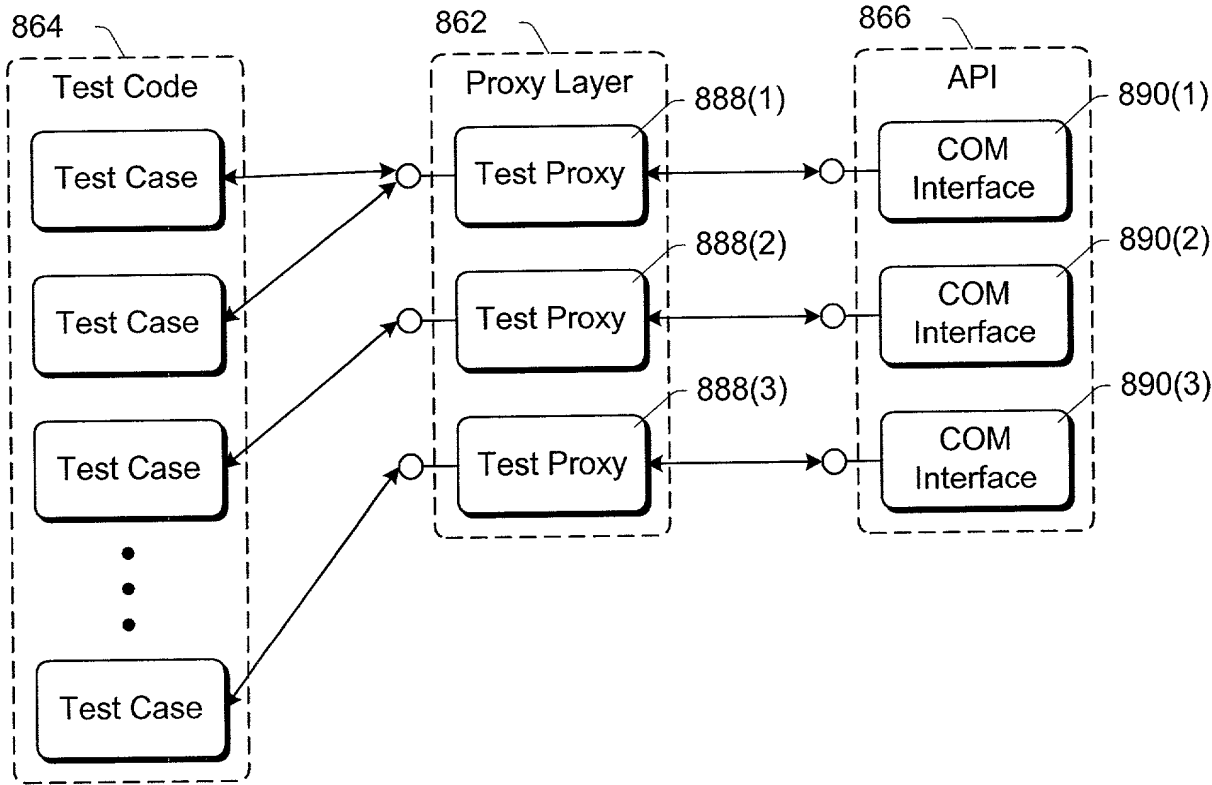 864
862
866
Test Code
Proxy Layer
API
888(1)
890(1)
Test Case
Test Proxy
COM
Interface
888(2)
890(2)
Test Case
Test Proxy
COM
Interface
888(3)
890(3)
Test Case
Test Proxy
COM
Interface
Test Case